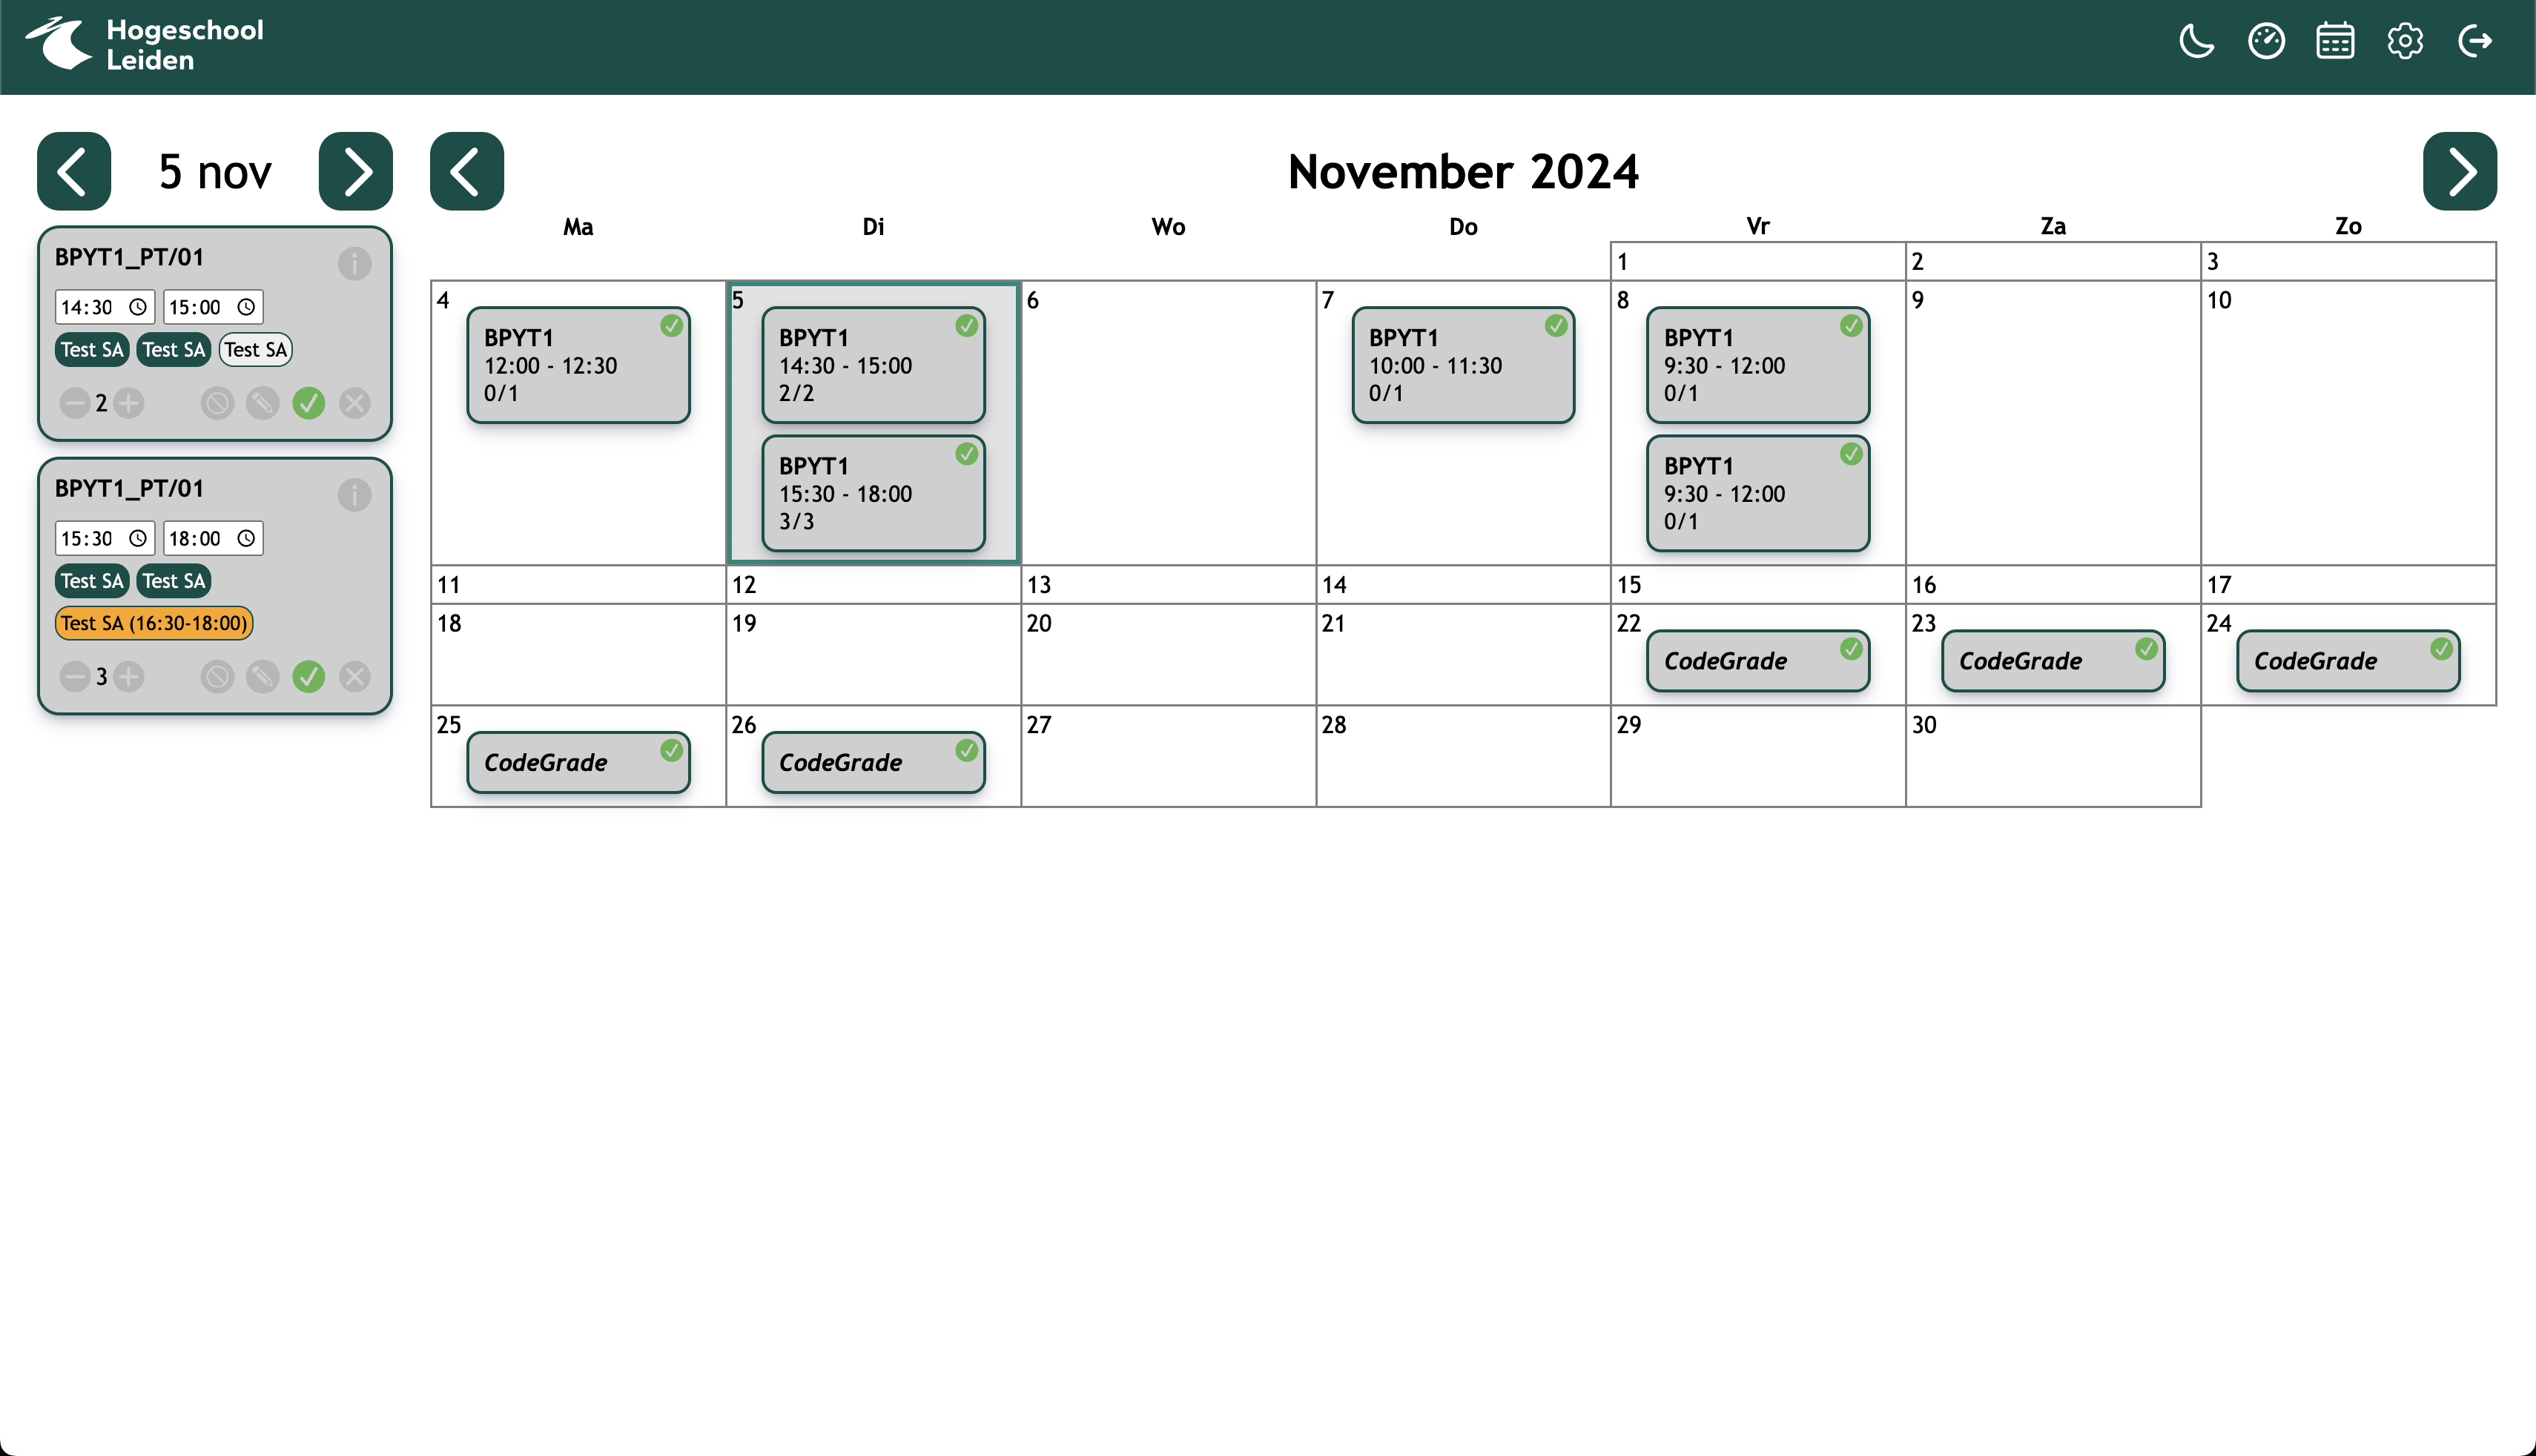 Hogeschool
Leiden
5 nov
BPYT1_PT/01
14:30 15:00
Test SA Test SA Test SA
2
BPYT1_PT/01
15:30 18:00
Test SA Test SA
Test SA (16:30-18:00)
3
November 2024
Ma Di Wo Do Vr Za Zo
1 2 3
4
BPYT1
12:00 - 12:30
0/1
5
BPYT1
14:30 - 15:00
2/2
BPYT1
15:30 - 18:00
3/3
6
7
BPYT1
10:00 - 11:30
0/1
8
BPYT1
9:30 - 12:00
0/1
BPYT1
9:30 - 12:00
0/1
9
10
11 12 13 14 15 16 17
18 19 20 21 22 CodeGrade 23 CodeGrade 24 CodeGrade
25 CodeGrade 26 CodeGrade 27 28 29 30